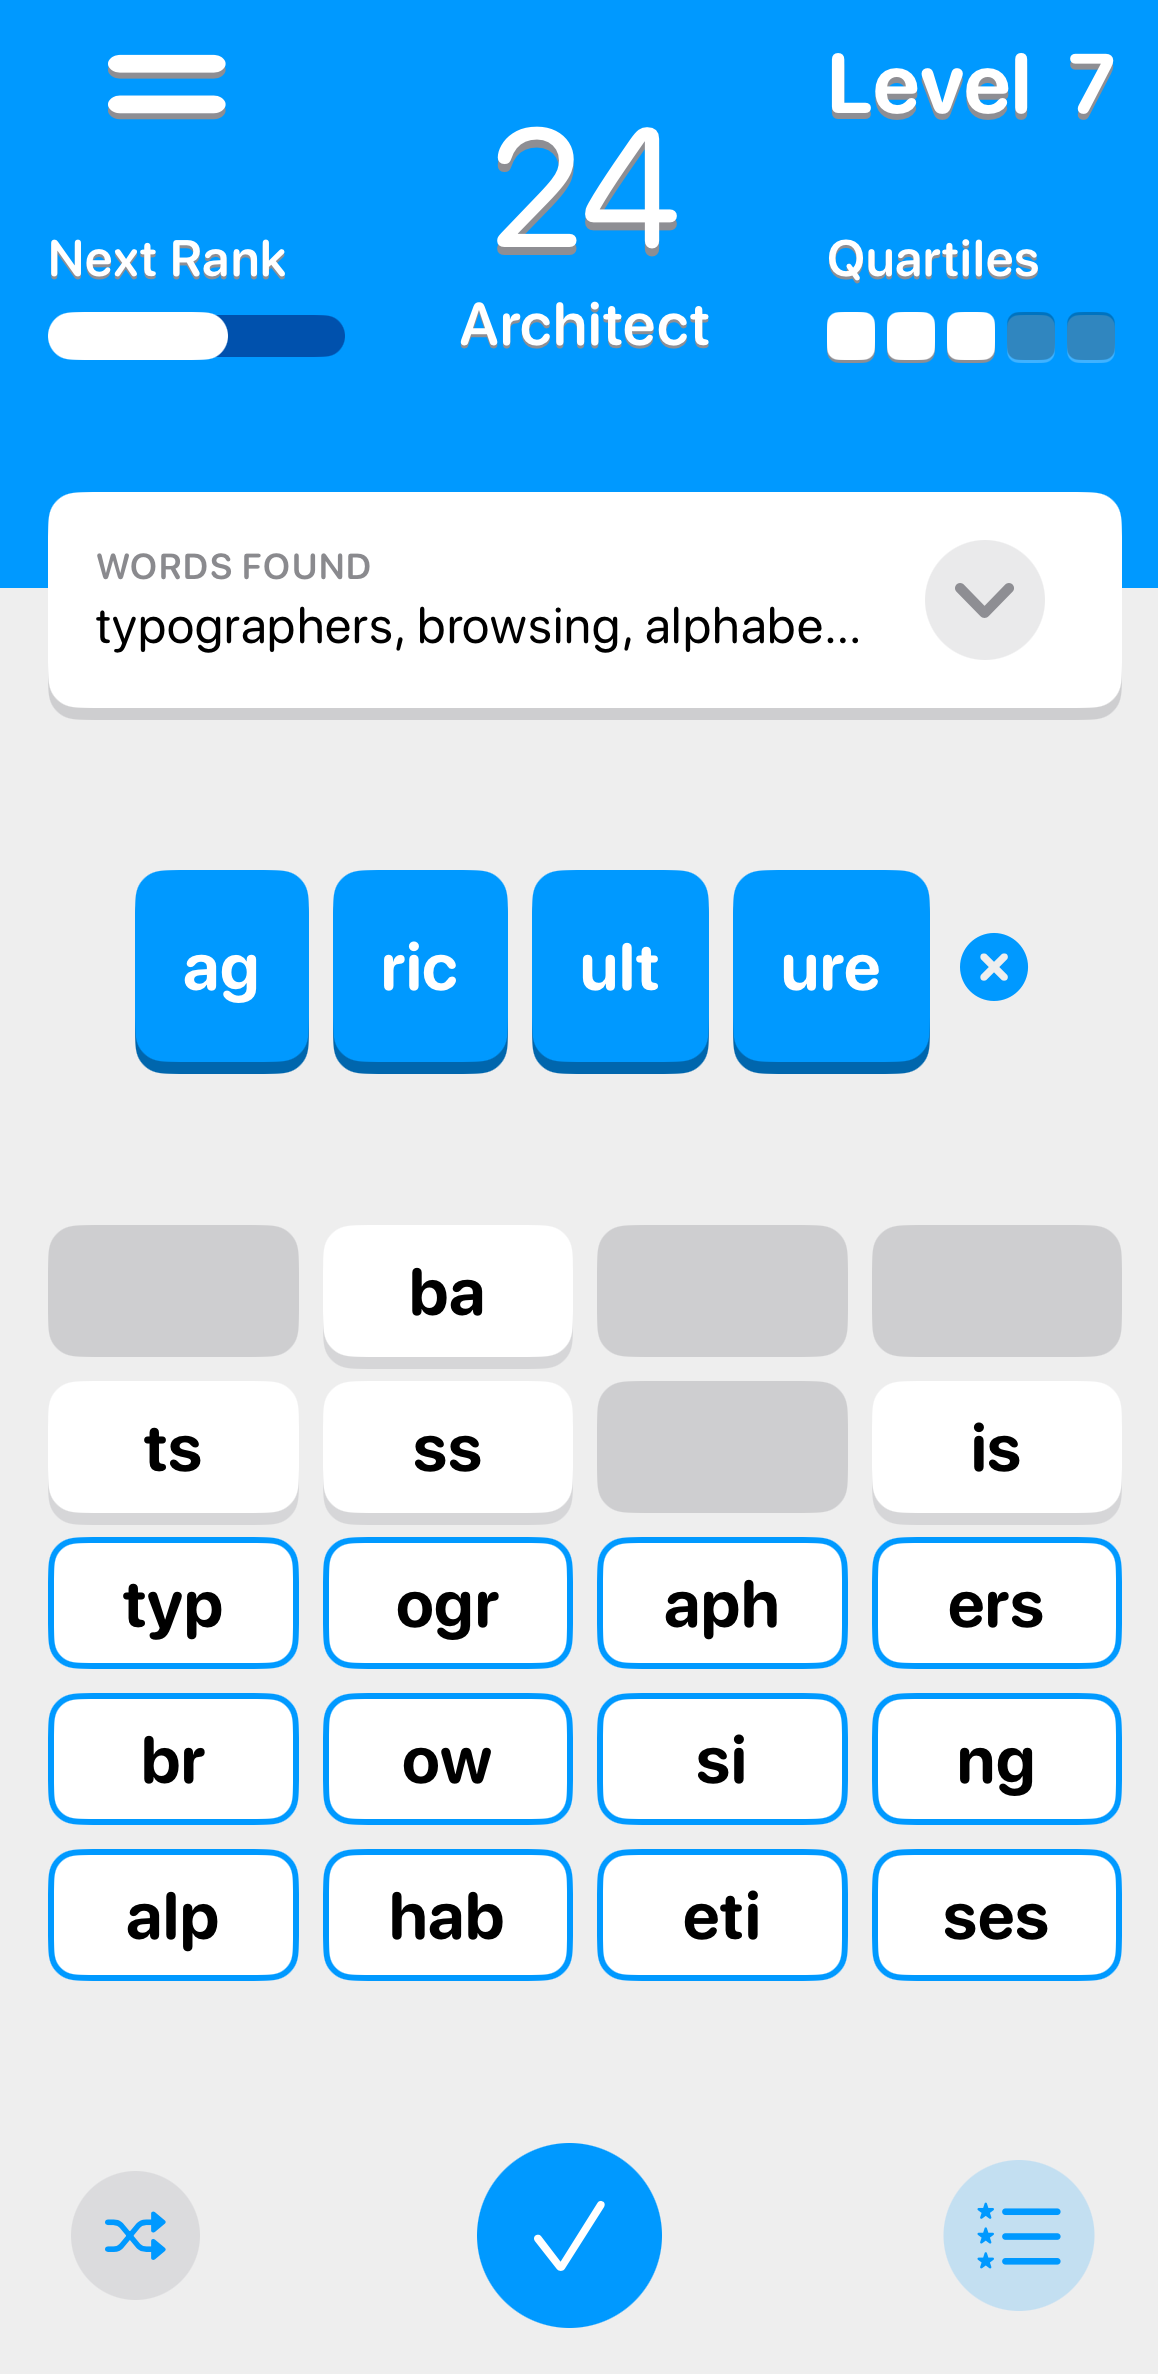 Level 7
24
Next Rank
Architect
Quartiles
WORDS FOUND
typographers, browsing, alphabe...
ag ric ult ure
ba
ts ss is
typ ogr aph ers
br ow si ng
alp hab eti ses